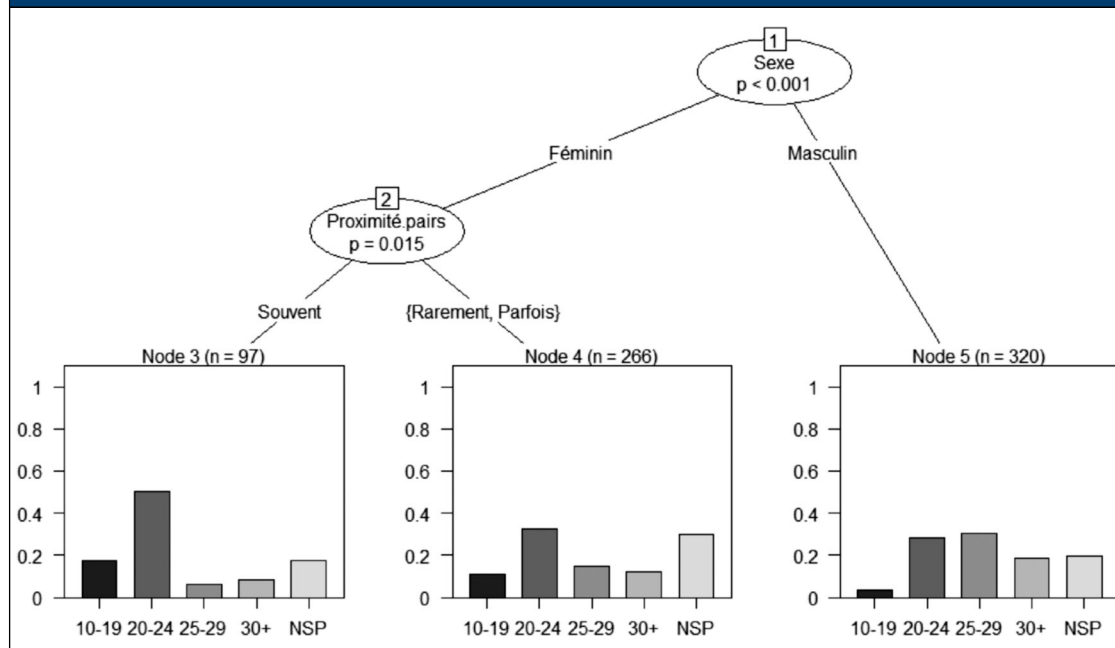 1
Sexe
p < 0.001
Féminin
Masculin
2
Proximité.pairs
p = 0.015
Souvent
{Rarement, Parfois}
Node 3 (n = 97)
1
0.8
0.6
0.4
0.2
0
10-19 20-24 25-29 30+ NSP
Node 4 (n = 266)
1
0.8
0.6
0.4
0.2
0
10-19 20-24 25-29 30+ NSP
Node 5 (n = 320)
1
0.8
0.6
0.4
0.2
0
10-19 20-24 25-29 30+ NSP